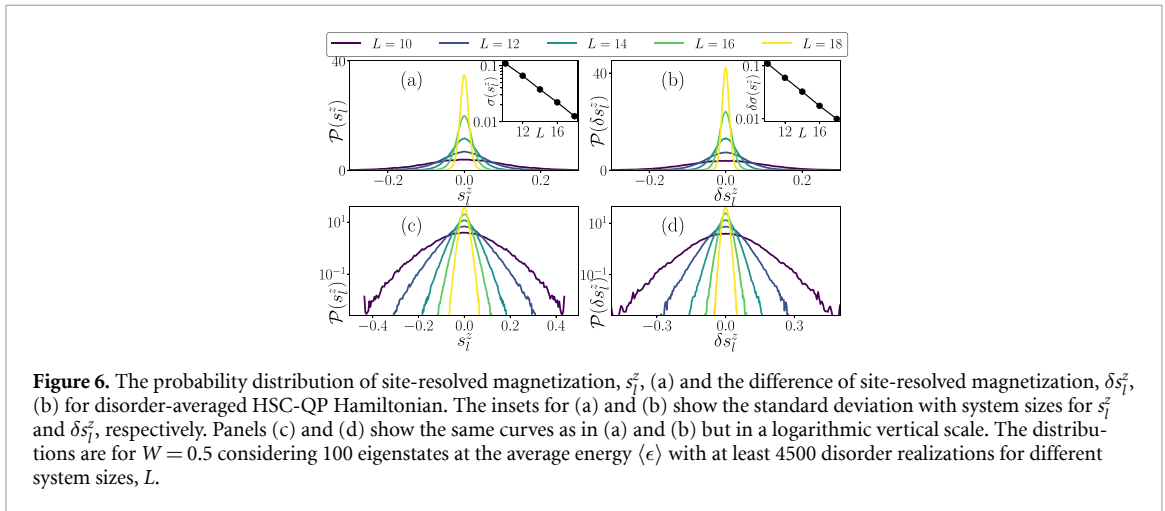 L = 10 L = 12 L = 14 L = 16 L = 18
40
(a)
0.1
σ(s_l^z)
0.01
12 L 16
P(s_l^z)
0
−0.2 0.0 0.2
s_l^z
40
(b)
0.1
δσ(s_l^z)
0.01
12 L 16
P(δs_l^z)
0
−0.2 0.0 0.2
δs_l^z
10^1
(c)
10^−1
P(s_l^z)
−0.4 −0.2 0.0 0.2 0.4
s_l^z
10^1
(d)
10^−1
P(δs_l^z)
−0.3 0.0 0.3
δs_l^z
Figure 6. The probability distribution of site-resolved magnetization, s_l^z, (a) and the difference of site-resolved magnetization, δs_l^z,
(b) for disorder-averaged HSC-QP Hamiltonian. The insets for (a) and (b) show the standard deviation with system sizes for s_l^z
and δs_l^z, respectively. Panels (c) and (d) show the same curves as in (a) and (b) but in a logarithmic vertical scale. The distribu-
tions are for W = 0.5 considering 100 eigenstates at the average energy ⟨ϵ⟩ with at least 4500 disorder realizations for different
system sizes, L.